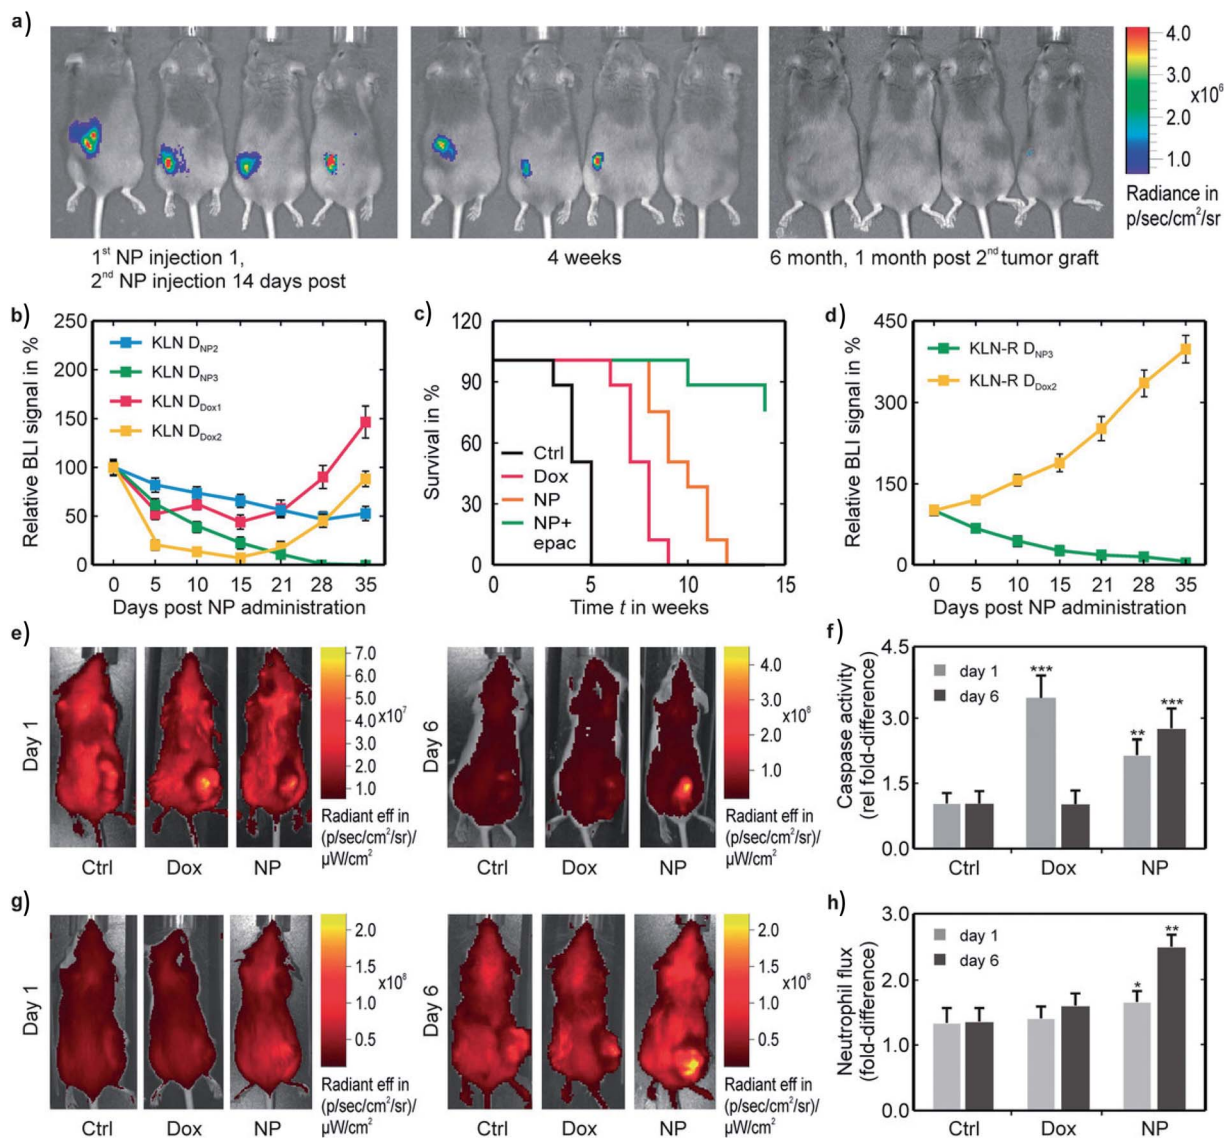 a)
4.0
3.0
2.0
1.0
x10⁶
Radiance in
p/sec/cm²/sr
1ˢᵗ NP injection 1,
2ⁿᵈ NP injection 14 days post
4 weeks
6 month, 1 month post 2ⁿᵈ tumor graft
b)
Relative BLI signal in %
250
200
150
100
50
0
KLN D_NP2
KLN D_NP3
KLN D_Dox1
KLN D_Dox2
0 5 10 15 21 28 35
Days post NP administration
c)
Survival in %
120
90
60
30
0
Ctrl
Dox
NP
NP+
epac
0 5 10 15
Time t in weeks
d)
Relative BLI signal in %
450
300
150
0
KLN-R D_NP3
KLN-R D_Dox2
0 5 10 15 21 28 35
Days post NP administration
e)
Day 1
Ctrl Dox NP
7.0
6.0
5.0
4.0
3.0
2.0
1.0
x10⁷
Radiant eff in
(p/sec/cm²/sr)/
µW/cm²
Day 6
Ctrl Dox NP
4.0
3.0
2.0
1.0
x10⁸
Radiant eff in
(p/sec/cm²/sr)/
µW/cm²
f)
Caspase activity
(rel fold-difference)
4.5
3.0
1.5
0.0
day 1
day 6
***
**
***
Ctrl Dox NP
g)
Day 1
Ctrl Dox NP
2.0
1.5
1.0
0.5
x10⁸
Radiant eff in
(p/sec/cm²/sr)/
µW/cm²
Day 6
Ctrl Dox NP
2.0
1.5
1.0
0.5
x10⁸
Radiant eff in
(p/sec/cm²/sr)/
µW/cm²
h)
Neutrophil flux
(fold-difference)
3.0
2.0
1.0
0.0
day 1
day 6
*
**
Ctrl Dox NP